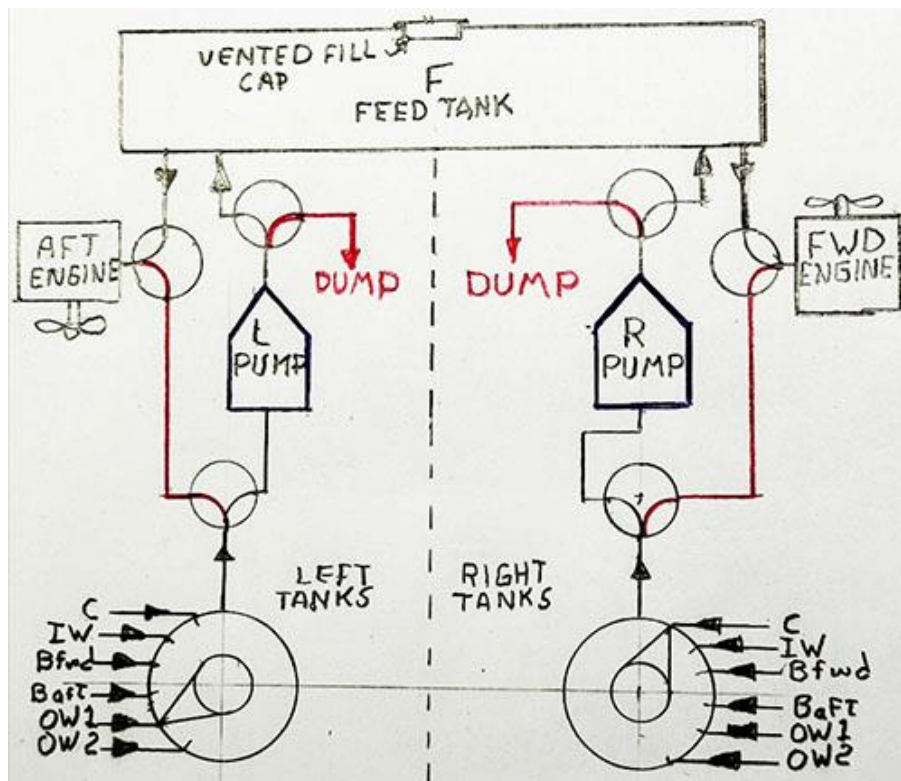 VENTED FILL
CAP
F
FEED TANK
AFT
ENGINE
FWD
ENGINE
DUMP
DUMP
L
PUMP
R
PUMP
LEFT
TANKS
RIGHT
TANKS
C
IW
Bfwd
Baft
OW1
OW2
C
IW
Bfwd
BaFT
OW1
OW2